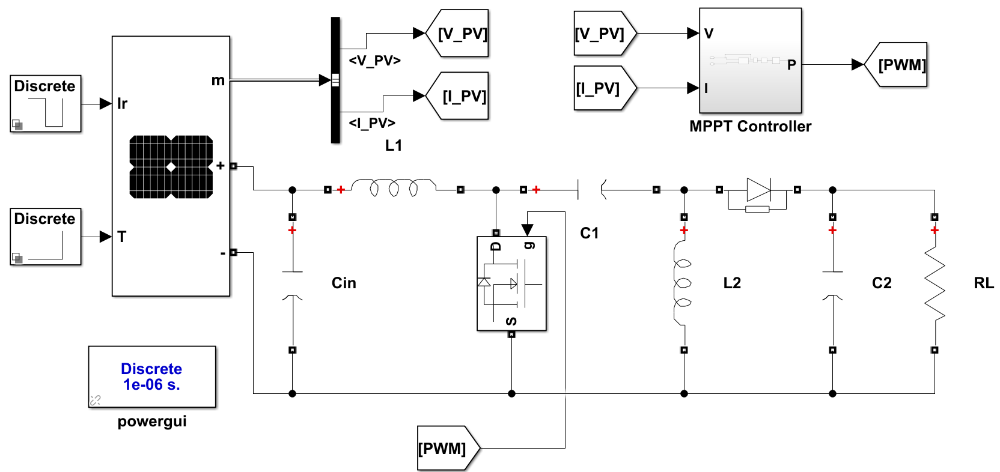 Discrete
Ir
m
<V_PV>
[V_PV]
<I_PV>
[I_PV]
[V_PV]
[I_PV]
V
I
P
MPPT Controller
[PWM]
Discrete
T
+
-
L1
+
+
C1
+
Cin
D
g
S
+
L2
+
C2
+
RL
Discrete
1e-06 s.
powergui
[PWM]